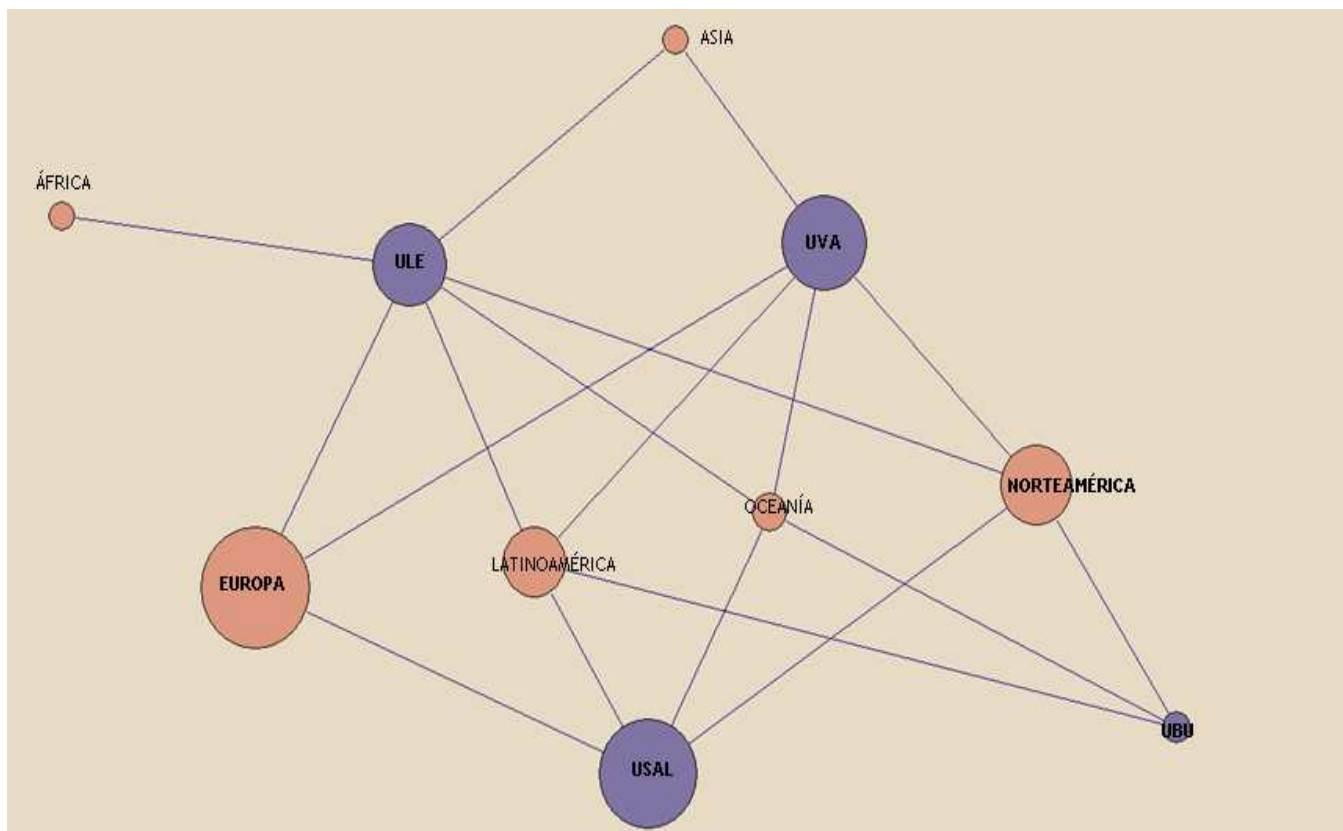 ASIA
ÁFRICA
ULE
UVA
NORTEAMÉRICA
OCEANÍA
LATINOAMÉRICA
EUROPA
UBU
USAL